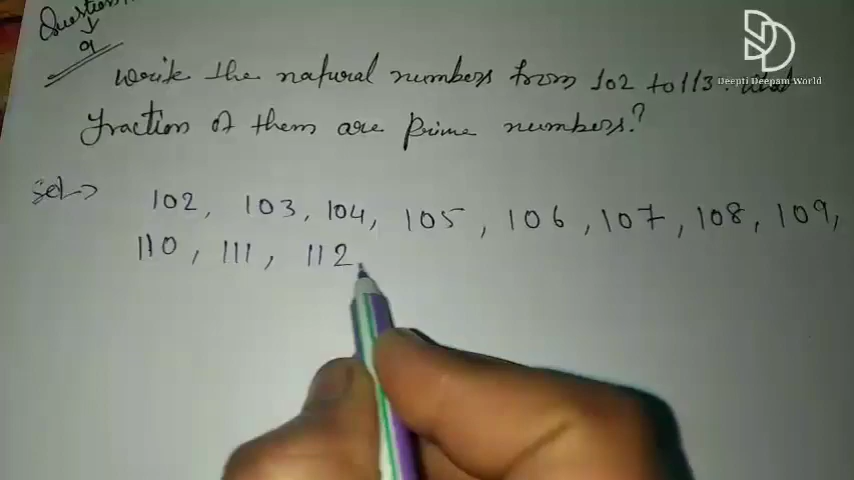 Question
9
Deepti Deepam World
Write the natural numbers from 102 to 113. What
fraction of them are prime numbers?
Sol->
102, 103, 104, 105, 106, 107, 108, 109,
110, 111, 112